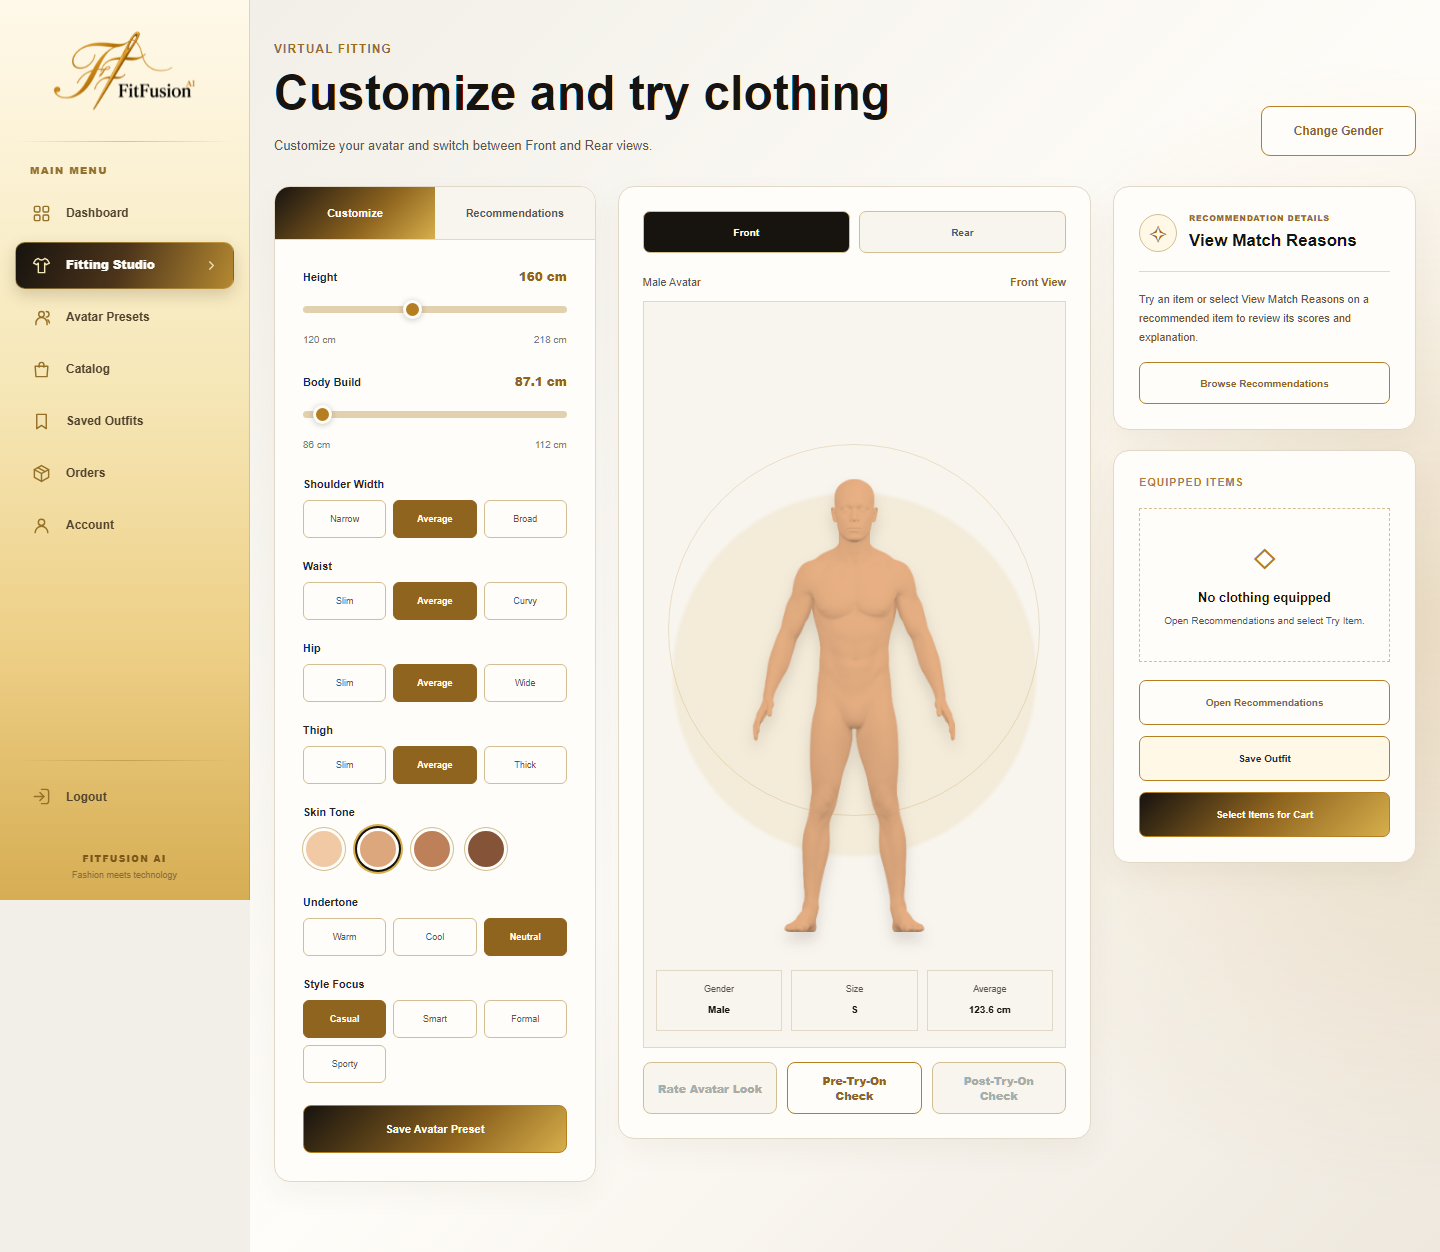 FitFusion AI
MAIN MENU
Dashboard
Fitting Studio
Avatar Presets
Catalog
Saved Outfits
Orders
Account
Logout
FITFUSION AI
Fashion meets technology
VIRTUAL FITTING
Customize and try clothing
Customize your avatar and switch between Front and Rear views.
Change Gender
Customize
Recommendations
Height
160 cm
120 cm
218 cm
Body Build
87.1 cm
86 cm
112 cm
Shoulder Width
Narrow
Average
Broad
Waist
Slim
Average
Curvy
Hip
Slim
Average
Wide
Thigh
Slim
Average
Thick
Skin Tone
Undertone
Warm
Cool
Neutral
Style Focus
Casual
Smart
Formal
Sporty
Save Avatar Preset
Front
Rear
Male Avatar
Front View
Gender
Male
Size
S
Average
123.6 cm
Rate Avatar Look
Pre-Try-On
Check
Post-Try-On
Check
RECOMMENDATION DETAILS
View Match Reasons
Try an item or select View Match Reasons on a
recommended item to review its scores and
explanation.
Browse Recommendations
EQUIPPED ITEMS
No clothing equipped
Open Recommendations and select Try Item.
Open Recommendations
Save Outfit
Select Items for Cart